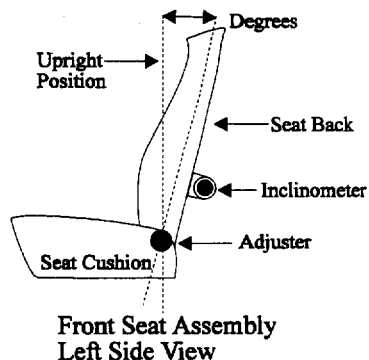 Degrees
Upright
Position
Seat Back
Inclinometer
Adjuster
Seat Cushion
Front Seat Assembly
Left Side View